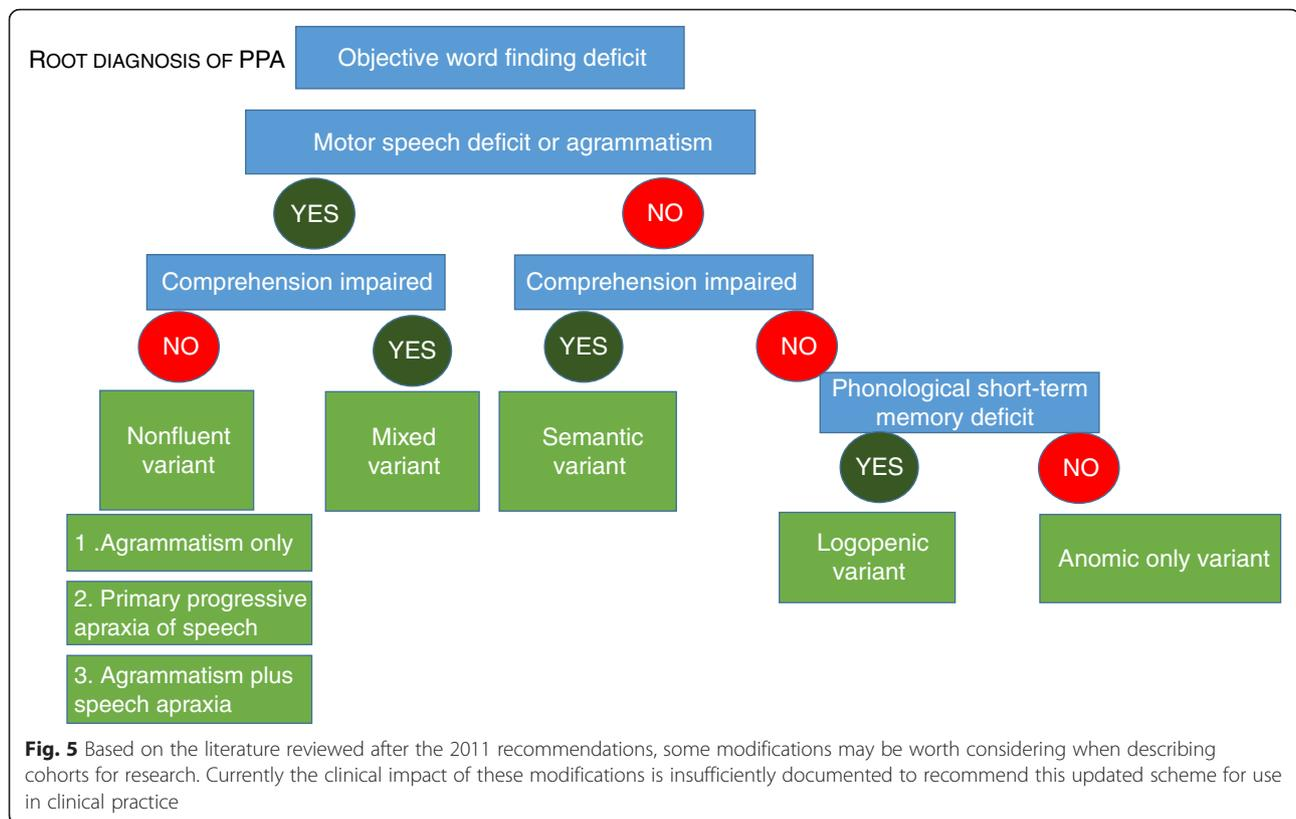 ROOT DIAGNOSIS OF PPA
Objective word finding deficit
Motor speech deficit or agrammatism
YES
NO
Comprehension impaired
Comprehension impaired
NO
YES
YES
NO
Phonological short-term
memory deficit
Nonfluent
variant
Mixed
variant
Semantic
variant
YES
NO
1 .Agrammatism only
2. Primary progressive
apraxia of speech
3. Agrammatism plus
speech apraxia
Logopenic
variant
Anomic only variant
Fig. 5 Based on the literature reviewed after the 2011 recommendations, some modifications may be worth considering when describing
cohorts for research. Currently the clinical impact of these modifications is insufficiently documented to recommend this updated scheme for use
in clinical practice